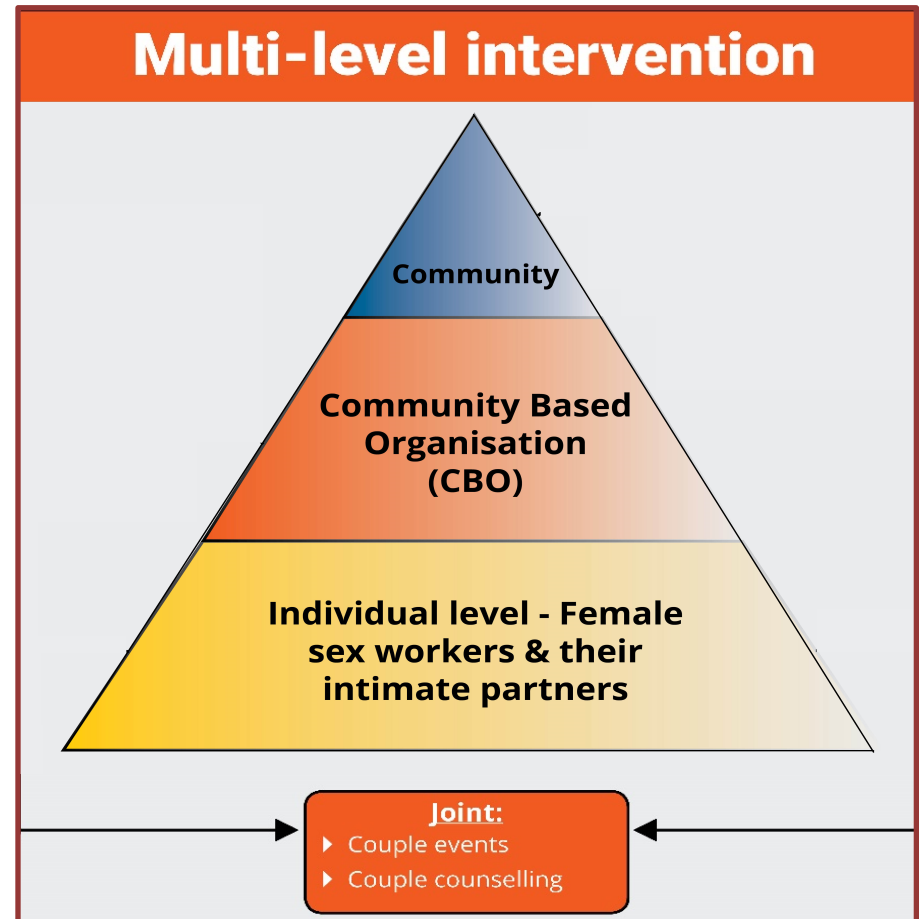 Multi-level intervention
Community
Community Based
Organisation
(CBO)
Individual level - Female
sex workers & their
intimate partners
Joint:
Couple events
Couple counselling